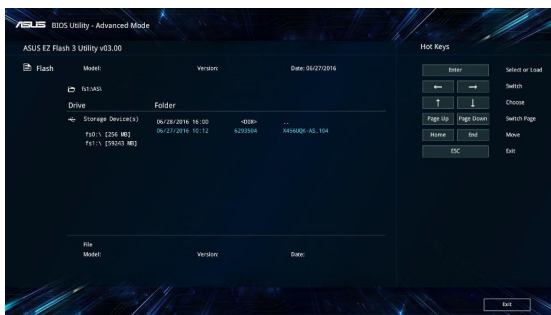 ASUS BIOS Utility - Advanced Mode
ASUS EZ Flash 3 Utility v03.00
Hot Keys
Flash Model: Version: Date: 06/27/2016
Enter Select or Load
fs1:\AS\
← → Switch
Drive Folder
↑ ↓ Choose
Storage Device(s) 06/28/2016 16:00 <DIR> ..
Page Up Page Down Switch Page
fs0:\ [256 MB] 06/27/2016 10:12 6293504 X456UQK-AS.104
Home End Move
fs1:\ [59243 MB]
ESC Exit
File
Model: Version: Date:
Exit